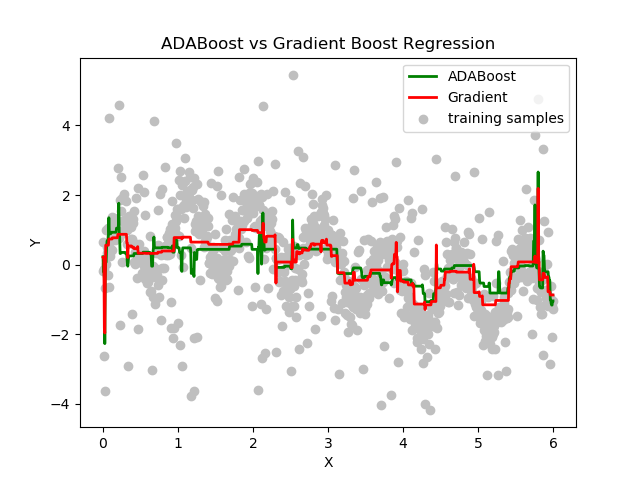 ADABoost vs Gradient Boost Regression
ADABoost
Gradient
training samples
Y
4
2
0
−2
−4
0 1 2 3 4 5 6
X